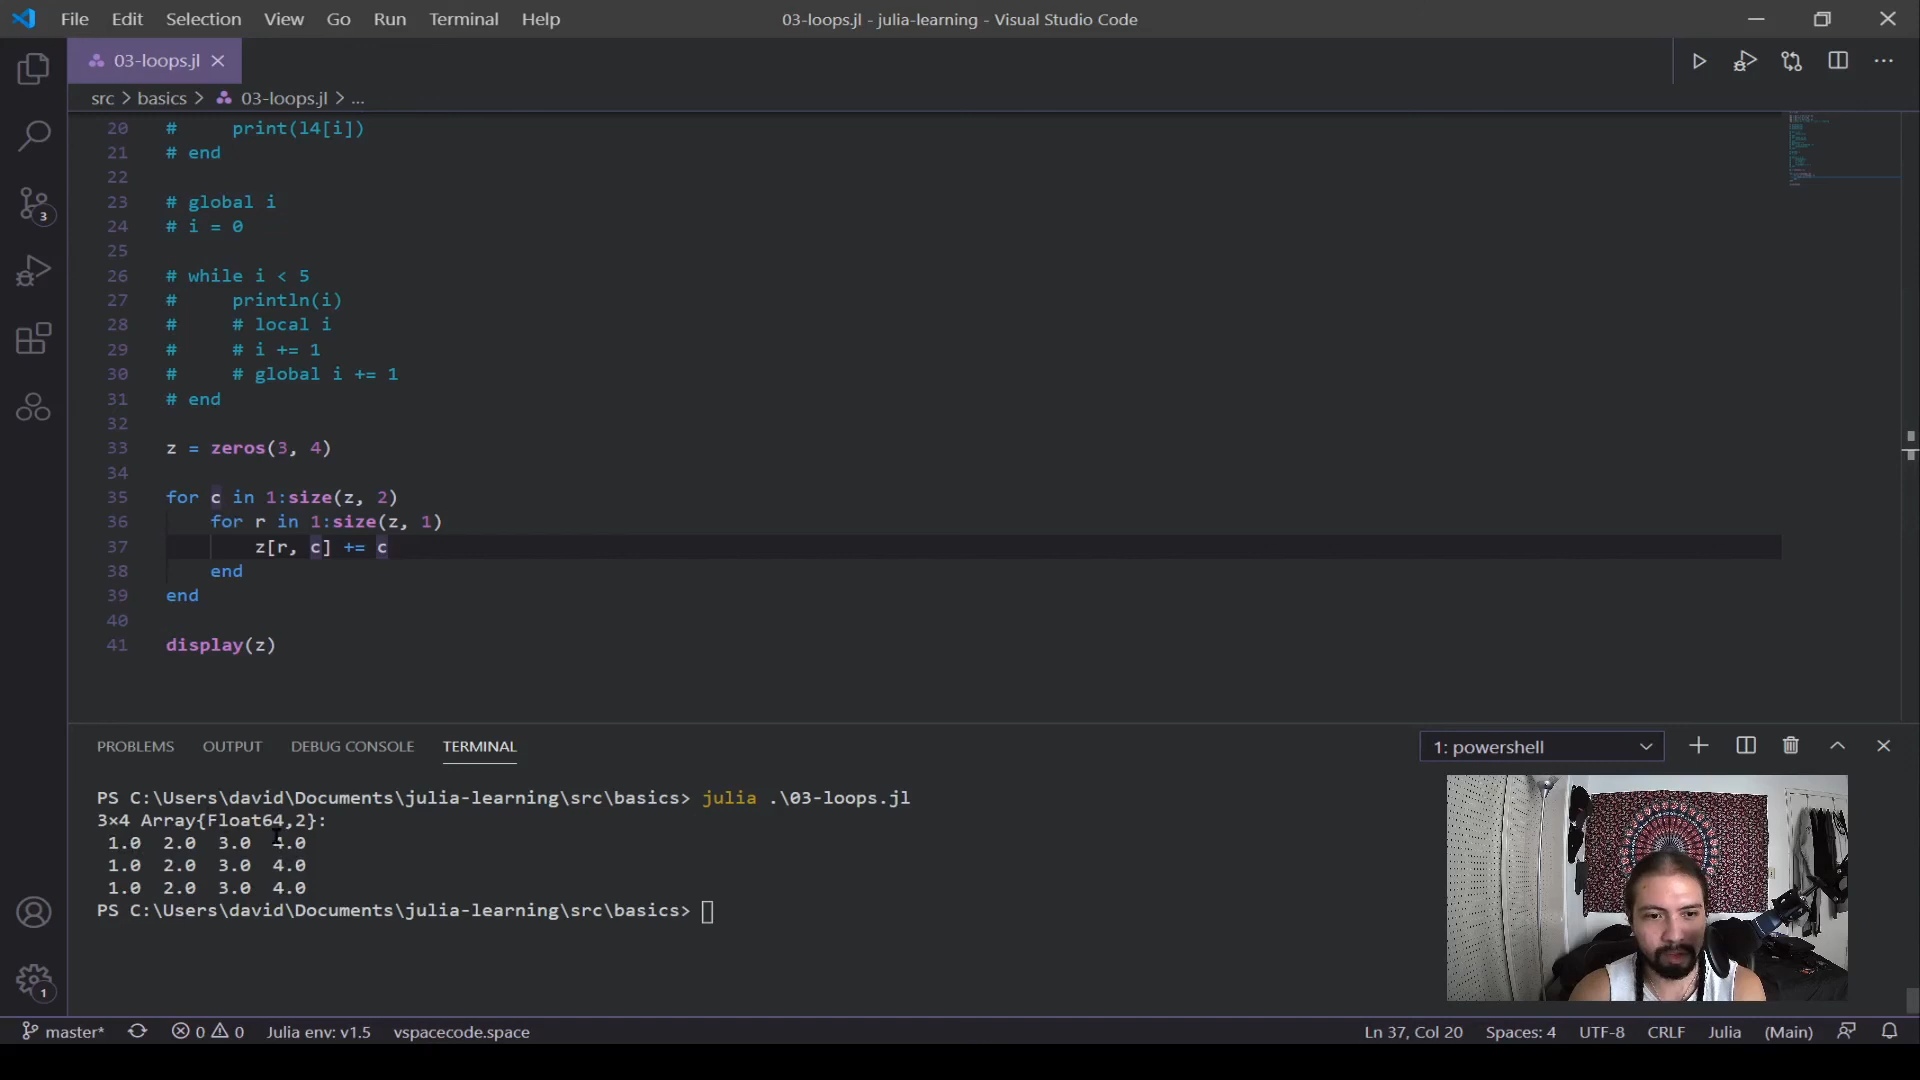 File Edit Selection View Go Run Terminal Help
03-loops.jl - julia-learning - Visual Studio Code
03-loops.jl
src > basics > 03-loops.jl > ...
20 #     print(l4[i])
21 # end
22
23 # global i
24 # i = 0
25
26 # while i < 5
27 #     println(i)
28 #     # local i
29 #     # i += 1
30 #     # global i += 1
31 # end
32
33 z = zeros(3, 4)
34
35 for c in 1:size(z, 2)
36     for r in 1:size(z, 1)
37         z[r, c] += c
38     end
39 end
40
41 display(z)
3
1
PROBLEMS OUTPUT DEBUG CONSOLE TERMINAL
1: powershell
PS C:\Users\david\Documents\julia-learning\src\basics> julia .\03-loops.jl
3×4 Array{Float64,2}:
1.0 2.0 3.0 4.0
1.0 2.0 3.0 4.0
1.0 2.0 3.0 4.0
PS C:\Users\david\Documents\julia-learning\src\basics>
master* 0 0 Julia env: v1.5 vspacecode.space
Ln 37, Col 20 Spaces: 4 UTF-8 CRLF Julia (Main)